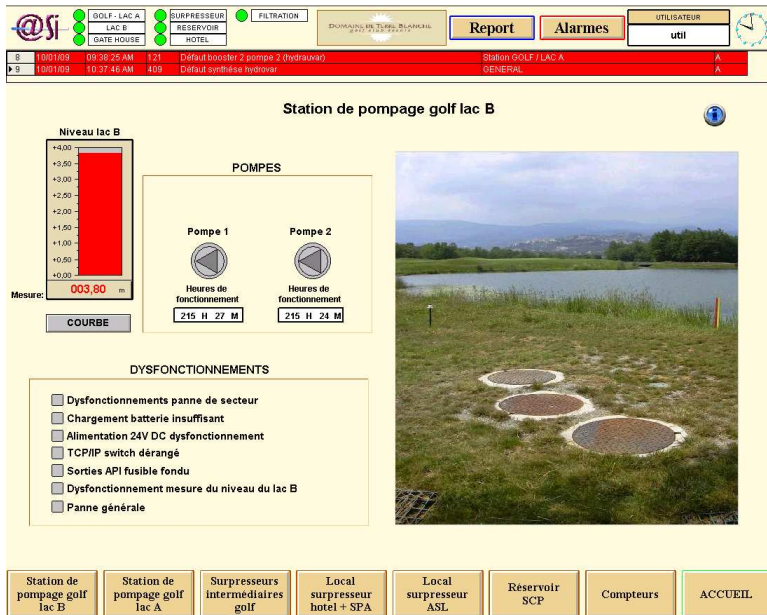 @Si
GOLF - LAC A
LAC B
GATE HOUSE
SURPRESSEUR
RESERVOIR
HOTEL
FILTRATION
DOMAINE DE TERRE BLANCHE
Report
Alarmes
UTILISATEUR
util
8 10/01/09 09:38:25 AM 121 Défaut booster 2 pompe 2 (hydrauvar) Station GOLF / LAC A A
9 10/01/09 10:37:46 AM 409 Défaut synthèse hydrovar GENERAL A
Station de pompage golf lac B
Niveau lac B
+4,00
+3,50
+3,00
+2,50
+2,00
+1,50
+1,00
+0,50
+0,00
Mesure: 003,80 m
COURBE
POMPES
Pompe 1
Heures de
fonctionnement
215 H 27 M
Pompe 2
Heures de
fonctionnement
215 H 24 M
DYSFONCTIONNEMENTS
Dysfonctionnements panne de secteur
Chargement batterie insuffisant
Alimentation 24V DC dysfonctionnement
TCP/IP switch dérangé
Sorties API fusible fondu
Dysfonctionnement mesure du niveau du lac B
Panne générale
Station de
pompage golf
lac B
Station de
pompage golf
lac A
Surpresseurs
intermédiaires
golf
Local
surpresseur
hotel + SPA
Local
surpresseur
ASL
Réservoir
SCP
Compteurs
ACCUEIL